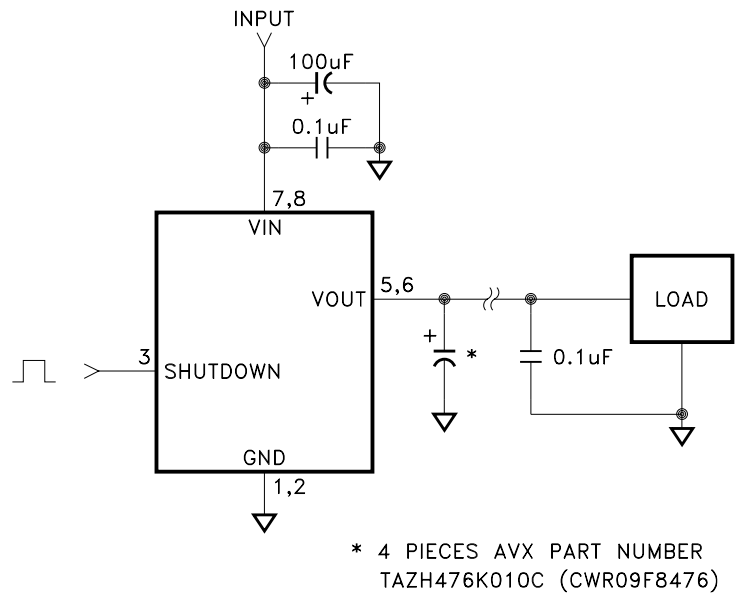 INPUT
100uF
+
0.1uF
7,8
VIN
VOUT
5,6
LOAD
+
*
0.1uF
3
SHUTDOWN
GND
1,2
* 4 PIECES AVX PART NUMBER
TAZH476K010C (CWR09F8476)